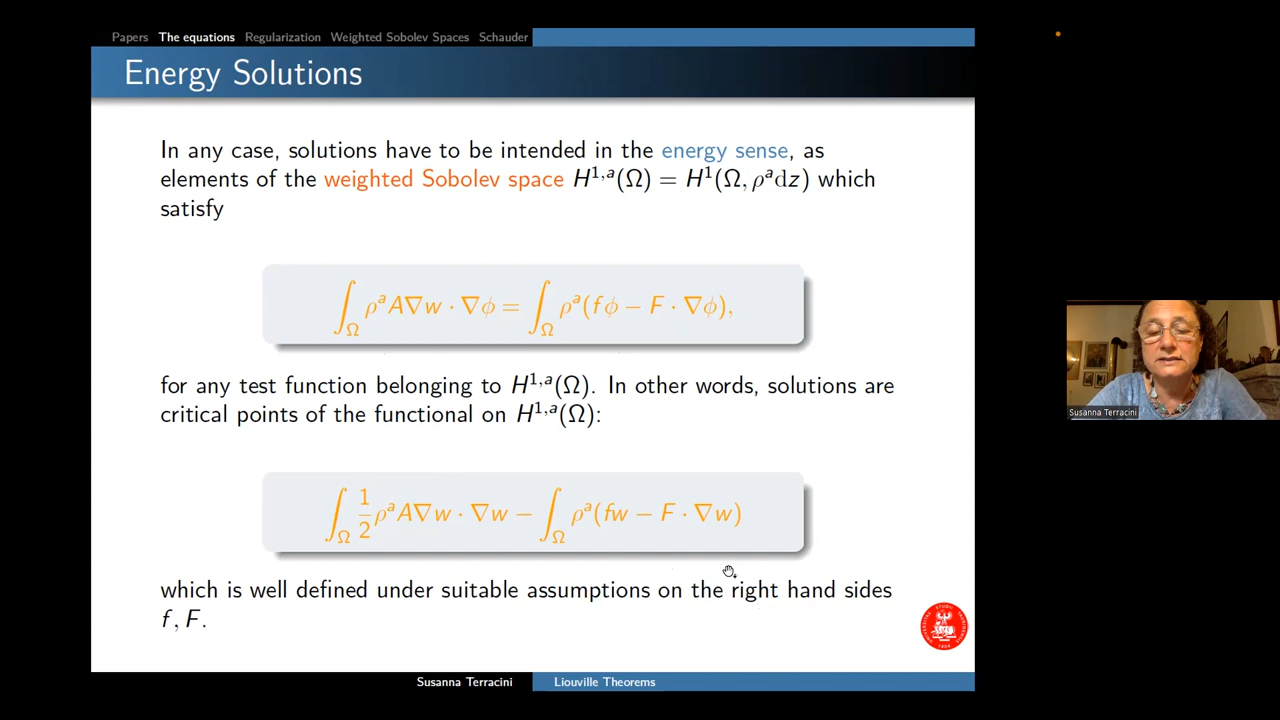 Papers The equations Regularization Weighted Sobolev Spaces Schauder
Energy Solutions
In any case, solutions have to be intended in the energy sense, as
elements of the weighted Sobolev space H^{1,a}(Ω) = H^1(Ω, ρ^a dz) which
satisfy
∫_Ω ρ^a A∇w · ∇ϕ = ∫_Ω ρ^a (fϕ − F · ∇ϕ),
for any test function belonging to H^{1,a}(Ω). In other words, solutions are
critical points of the functional on H^{1,a}(Ω):
∫_Ω 1/2 ρ^a A∇w · ∇w − ∫_Ω ρ^a (fw − F · ∇w)
which is well defined under suitable assumptions on the right hand sides
f, F.
Susanna Terracini Liouville Theorems
Susanna Terracini